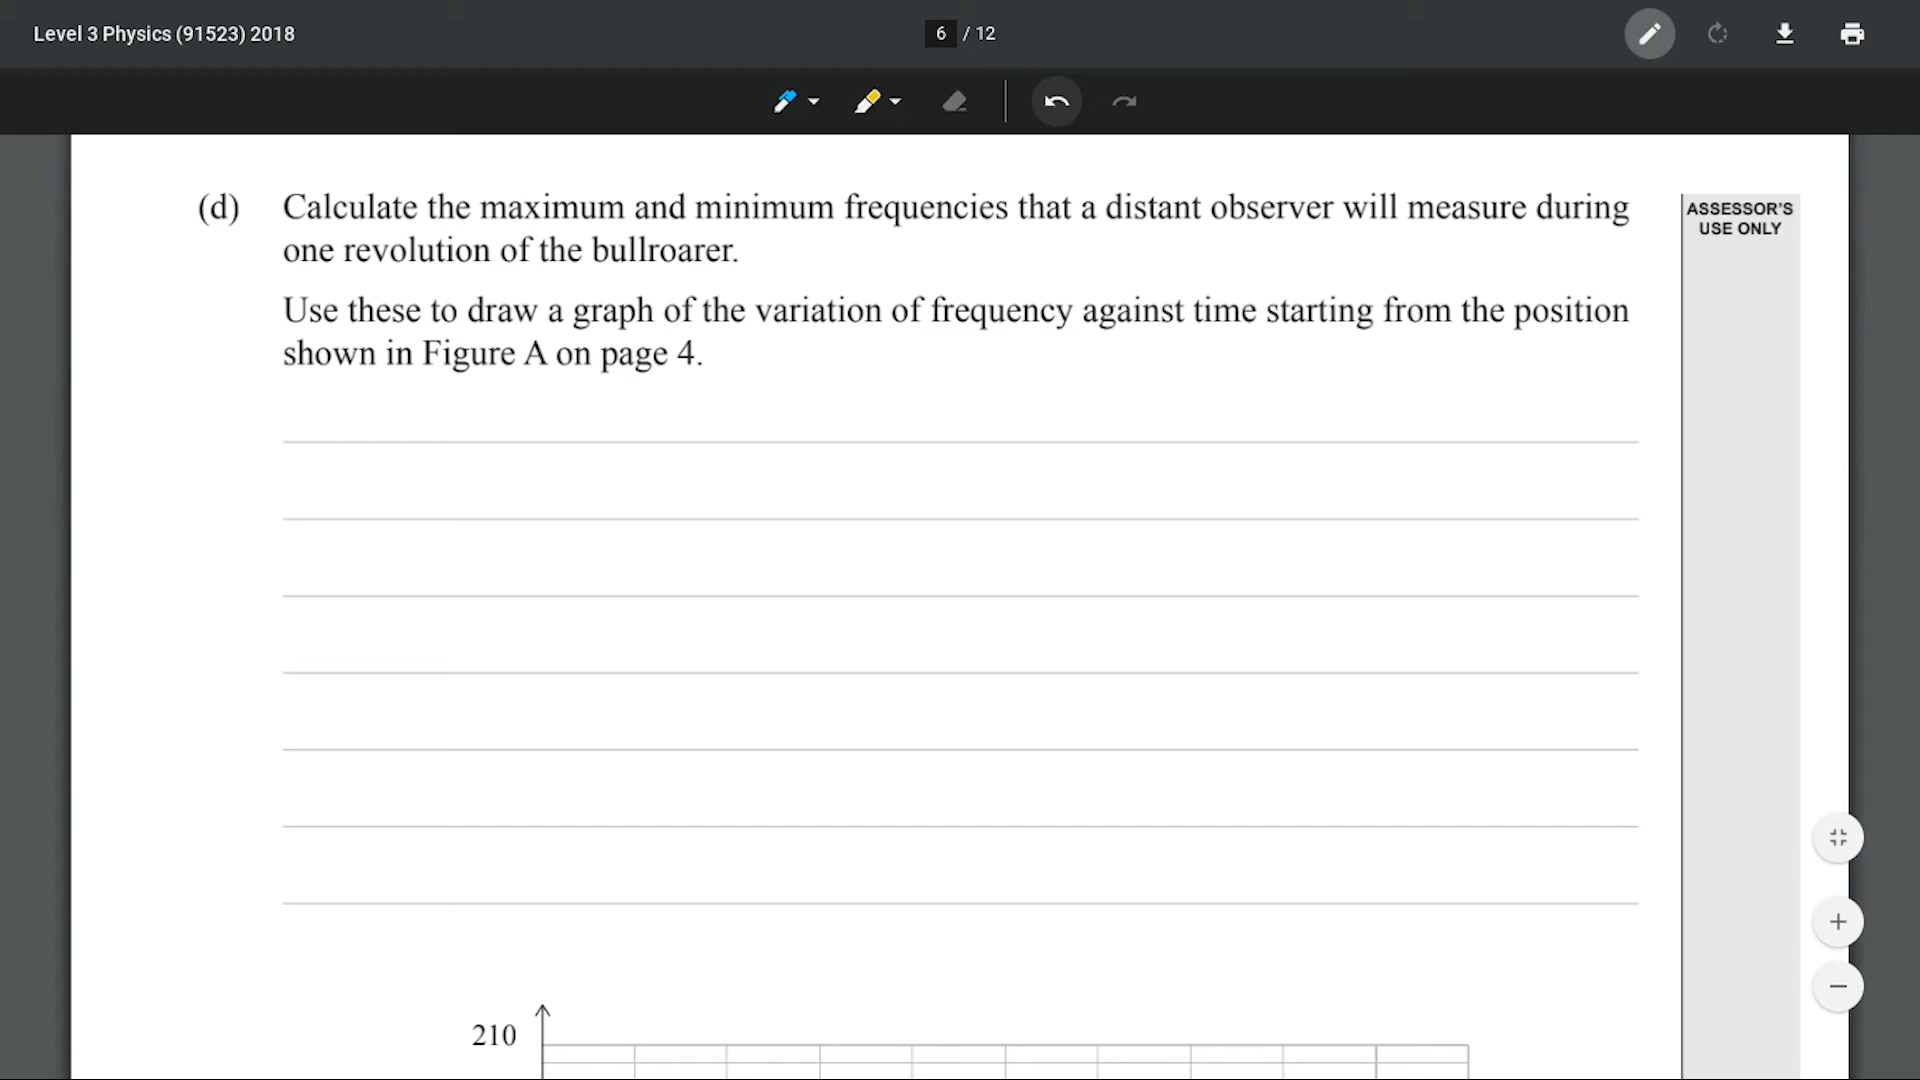 Level 3 Physics (91523) 2018
6 / 12
(d) Calculate the maximum and minimum frequencies that a distant observer will measure during
one revolution of the bullroarer.
Use these to draw a graph of the variation of frequency against time starting from the position
shown in Figure A on page 4.
ASSESSOR'S
USE ONLY
210